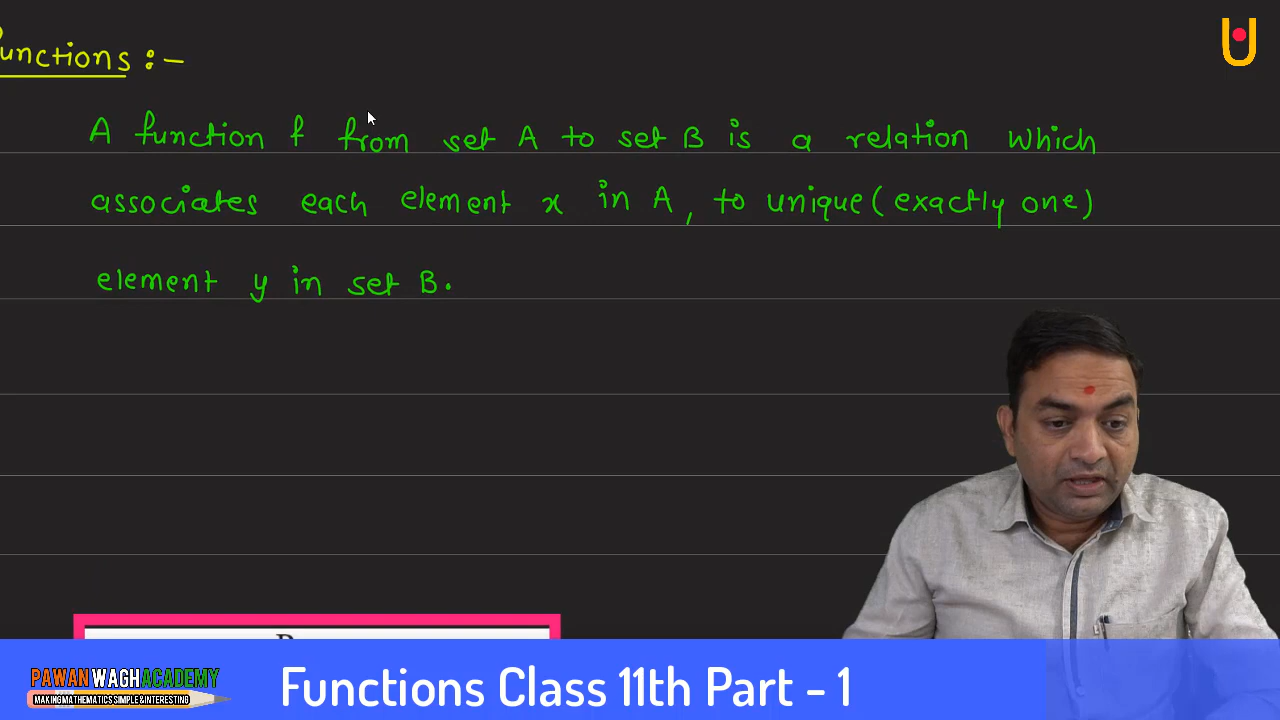 Functions :-
A function f from set A to set B is a relation which
associates each element x in A, to unique (exactly one)
element y in set B.
PAWAN WAGH ACADEMY
MAKING MATHEMATICS SIMPLE & INTERESTING
Functions Class 11th Part - 1